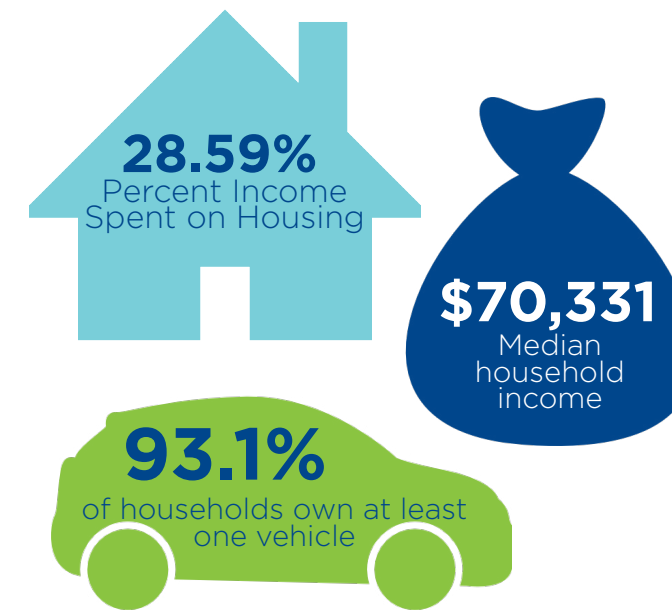 28.59%
Percent Income
Spent on Housing
$70,331
Median
household
income
93.1%
of households own at least
one vehicle